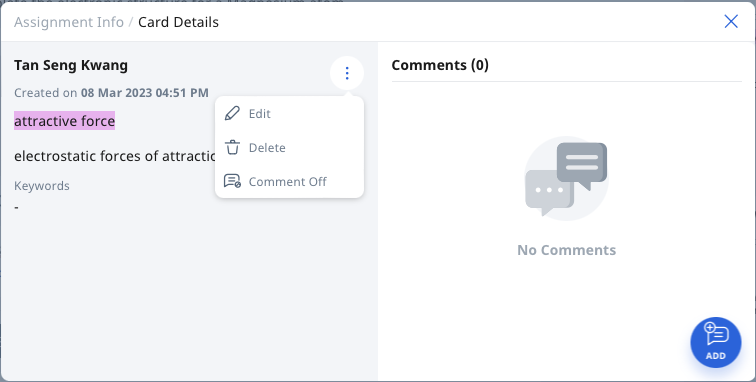 Assignment Info / Card Details
Tan Seng Kwang
Created on 08 Mar 2023 04:51 PM
attractive force
electrostatic forces of
Keywords
-
Edit
Delete
Comment Off
Comments (0)
No Comments
ADD